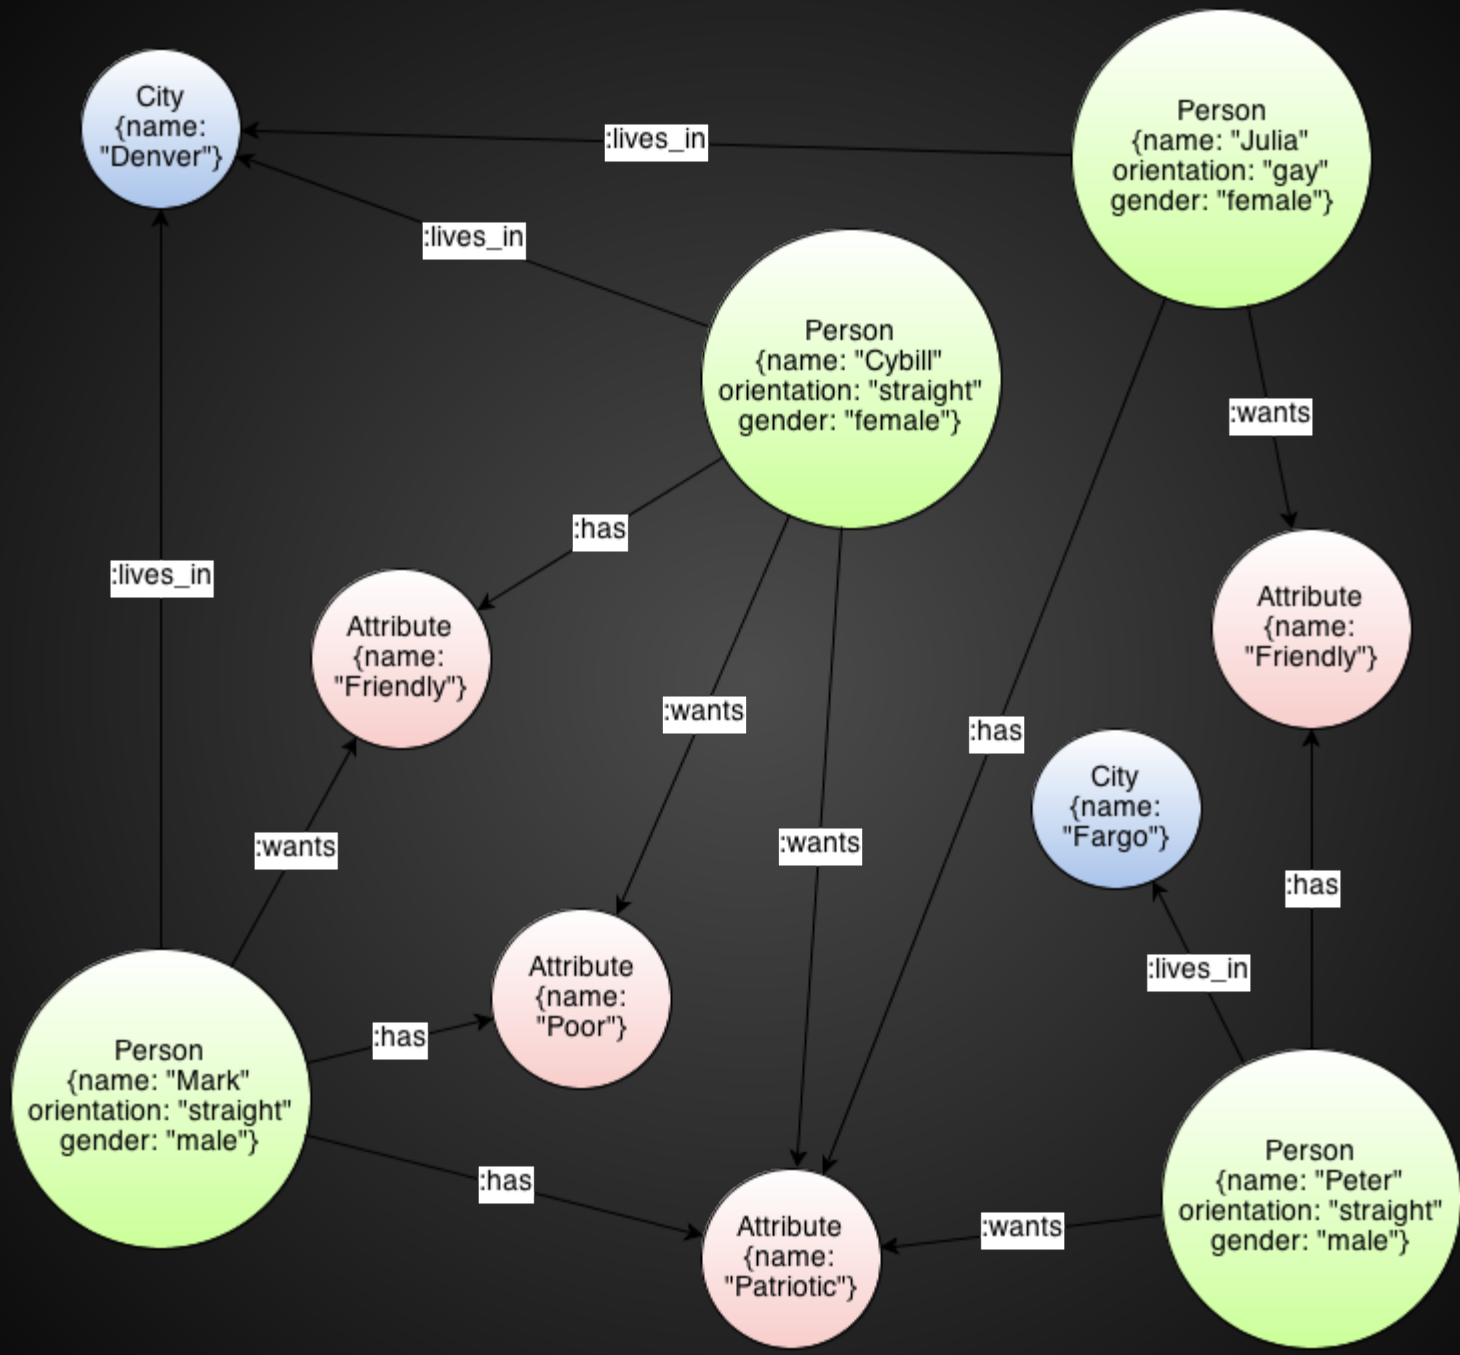 City
{name:
"Denver"}
:lives_in
Person
{name: "Julia"
orientation: "gay"
gender: "female"}
:lives_in
Person
{name: "Cybill"
orientation: "straight"
gender: "female"}
:wants
:has
:lives_in
Attribute
{name:
"Friendly"}
Attribute
{name:
"Friendly"}
:wants
:has
City
{name:
"Fargo"}
:wants
:wants
:has
Attribute
{name:
"Poor"}
:lives_in
:has
Person
{name: "Mark"
orientation: "straight"
gender: "male"}
:has
Person
{name: "Peter"
orientation: "straight"
gender: "male"}
:wants
Attribute
{name:
"Patriotic"}